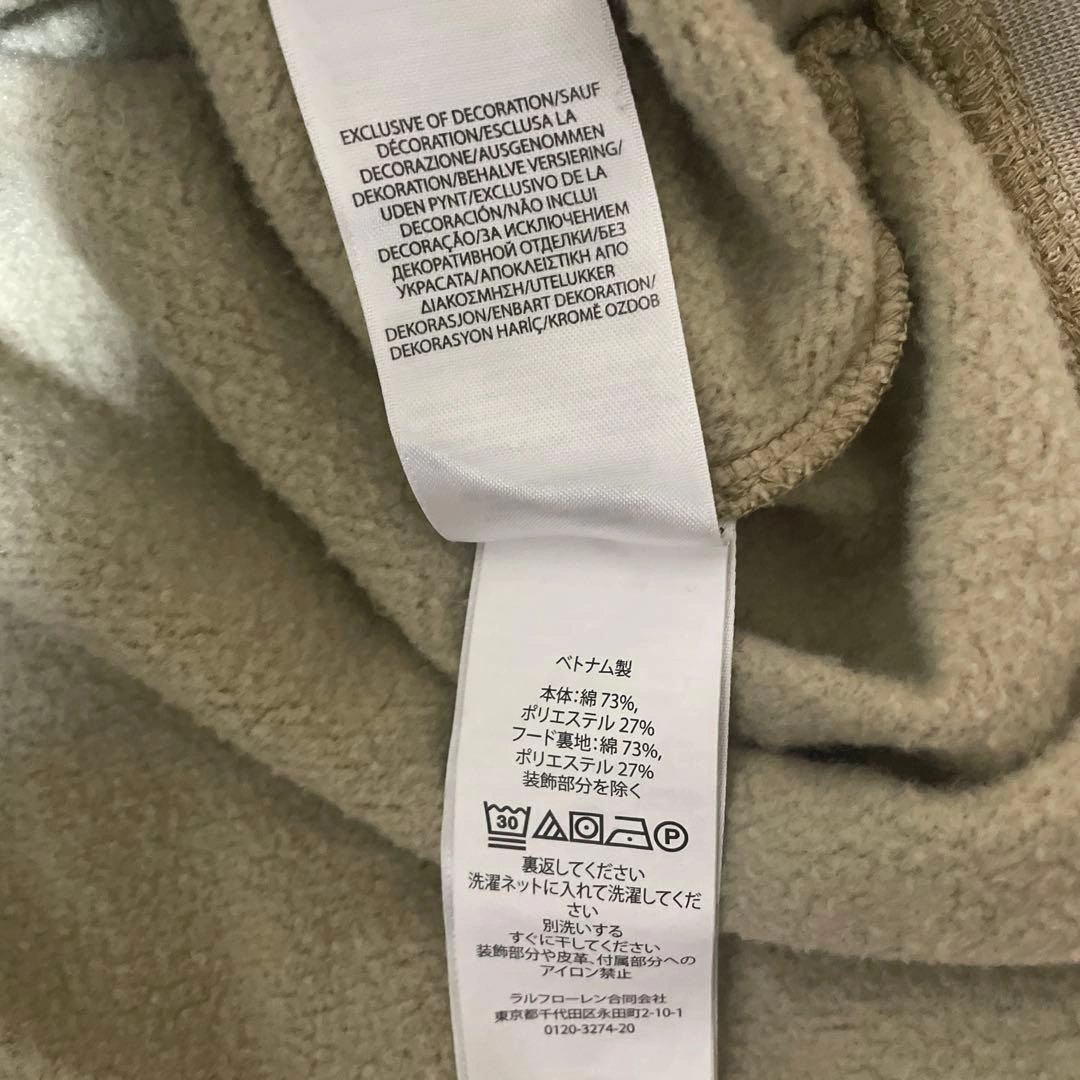 EXCLUSIVE OF DECORATION/SAUF
DÉCORATION/ESCLUSA LA
DECORAZIONE/AUSGENOMMEN
DEKORATION/BEHALVE VERSIERING/
UDEN PYNT/EXCLUSIVO DE LA
DECORACIÓN/NÃO INCLUI
DECORAÇÃO/ЗА ИСКЛЮЧЕНИЕМ
ДЕКОРАТИВНОЙ ОТДЕЛКИ/БЕЗ
УКРАСАТА/ΑΠΟΚΛΕΙΣΤΙΚΗ ΑΠΟ
ΔΙΑΚΟΣΜΗΣΗ/UTELUKKER
DEKORASJON/ENBART DEKORATION/
DEKORASYON HARİÇ/KROMĚ OZDOB
ベトナム製
本体：綿 73%,
ポリエステル 27%
フード裏地：綿 73%,
ポリエステル 27%
装飾部分を除く
30 P
裏返してください
洗濯ネットに入れて洗濯してくだ
さい
別洗いする
すぐに干してください
装飾部分や皮革、付属部分への
アイロン禁止
ラルフローレン合同会社
東京都千代田区永田町2-10-1
0120-3274-20